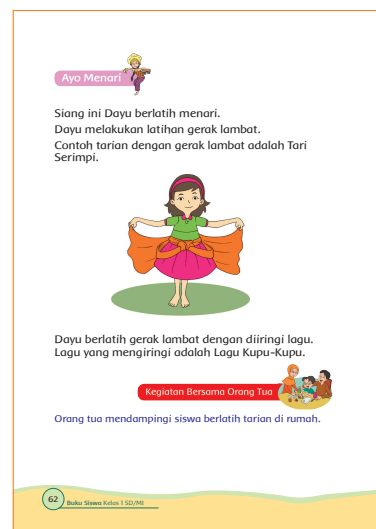 Ayo Menari
Siang ini Dayu berlatih menari.
Dayu melakukan latihan gerak lambat.
Contoh tarian dengan gerak lambat adalah Tari
Serimpi.
Dayu berlatih gerak lambat dengan diiringi lagu.
Lagu yang mengiringi adalah Lagu Kupu-Kupu.
Kegiatan Bersama Orang Tua
Orang tua mendampingi siswa berlatih tarian di rumah.
62 Buku Siswa Kelas I SD/MI